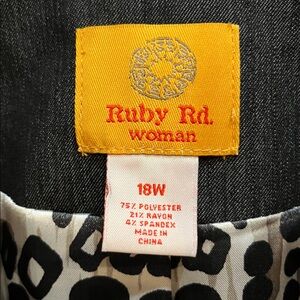 Ruby Rd.
woman
18W
75% POLYESTER
21% RAYON
4% SPANDEX
MADE IN
CHINA